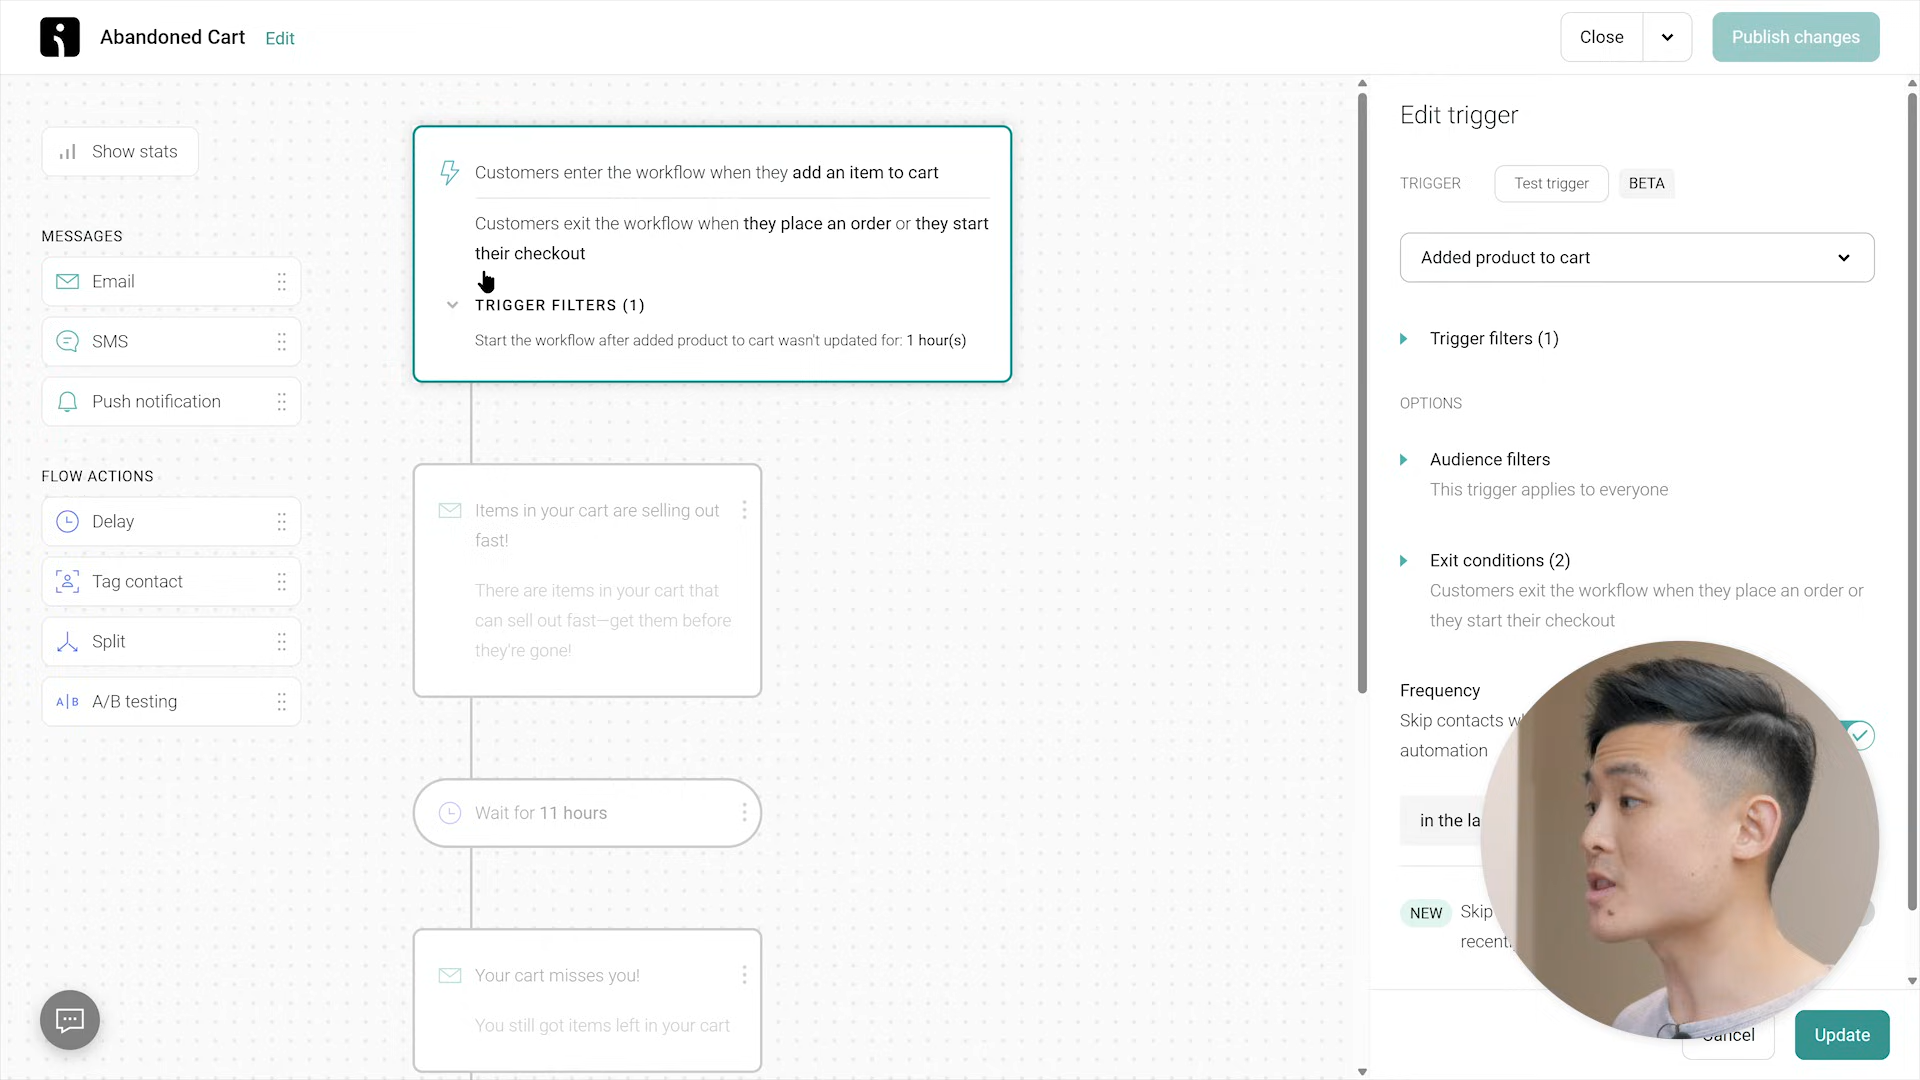 Abandoned Cart Edit
Close
Publish changes
Show stats
MESSAGES
Email
SMS
Push notification
FLOW ACTIONS
Delay
Tag contact
Split
A|B A/B testing
Customers enter the workflow when they add an item to cart
Customers exit the workflow when they place an order or they start
their checkout
TRIGGER FILTERS (1)
Start the workflow after added product to cart wasn't updated for: 1 hour(s)
Items in your cart are selling out
fast!
There are items in your cart that
can sell out fast—get them before
they're gone!
Wait for 11 hours
Your cart misses you!
You still got items left in your cart
Edit trigger
TRIGGER
Test trigger
BETA
Added product to cart
Trigger filters (1)
OPTIONS
Audience filters
This trigger applies to everyone
Exit conditions (2)
Customers exit the workflow when they place an order or
they start their checkout
Frequency
Skip contacts
automation
in the
NEW Skip
Cancel
Update